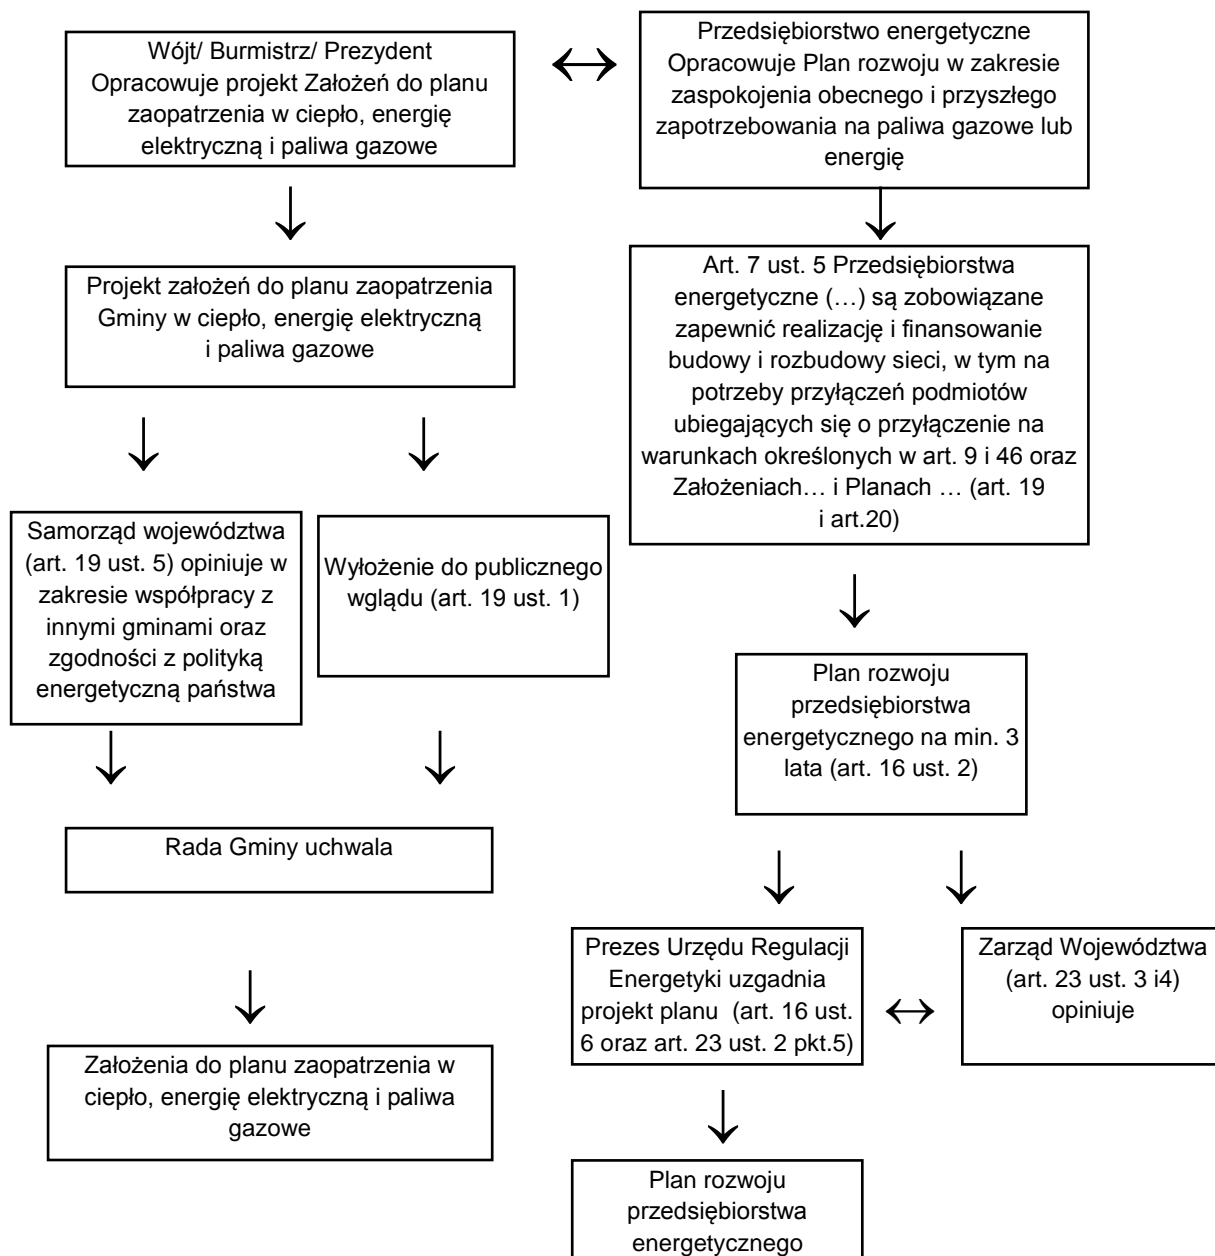 Wójt/ Burmistrz/ Prezydent
Opracowuje projekt Założeń do planu
zaopatrzenia w ciepło, energię
elektryczną i paliwa gazowe
Przedsiębiorstwo energetyczne
Opracowuje Plan rozwoju w zakresie
zaspokojenia obecnego i przyszłego
zapotrzebowania na paliwa gazowe lub
energię
Projekt założeń do planu zaopatrzenia
Gminy w ciepło, energię elektryczną
i paliwa gazowe
Art. 7 ust. 5 Przedsiębiorstwa
energetyczne (…) są zobowiązane
zapewnić realizację i finansowanie
budowy i rozbudowy sieci, w tym na
potrzeby przyłączeń podmiotów
ubiegających się o przyłączenie na
warunkach określonych w art. 9 i 46 oraz
Założeniach… i Planach … (art. 19
i art.20)
Samorząd województwa
(art. 19 ust. 5) opiniuje w
zakresie współpracy z
innymi gminami oraz
zgodności z polityką
energetyczną państwa
Wyłożenie do publicznego
wglądu (art. 19 ust. 1)
Plan rozwoju
przedsiębiorstwa
energetycznego na min. 3
lata (art. 16 ust. 2)
Rada Gminy uchwala
Prezes Urzędu Regulacji
Energetyki uzgadnia
projekt planu (art. 16 ust.
6 oraz art. 23 ust. 2 pkt.5)
Zarząd Województwa
(art. 23 ust. 3 i4)
opiniuje
Założenia do planu zaopatrzenia w
ciepło, energię elektryczną i paliwa
gazowe
Plan rozwoju
przedsiębiorstwa
energetycznego